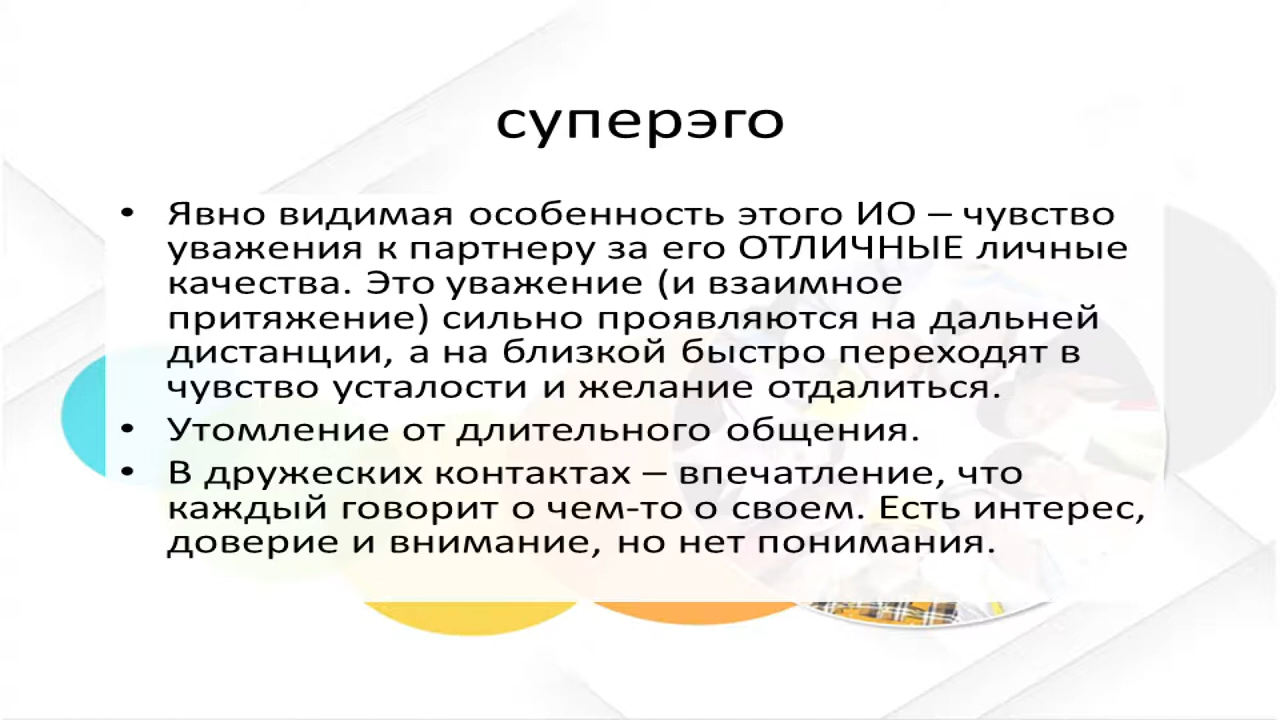 суперэго
• Явно видимая особенность этого ИО – чувство
уважения к партнеру за его ОТЛИЧНЫЕ личные
качества. Это уважение (и взаимное
притяжение) сильно проявляются на дальней
дистанции, а на близкой быстро переходят в
чувство усталости и желание отдалиться.
• Утомление от длительного общения.
• В дружеских контактах – впечатление, что
каждый говорит о чем-то о своем. Есть интерес,
доверие и внимание, но нет понимания.